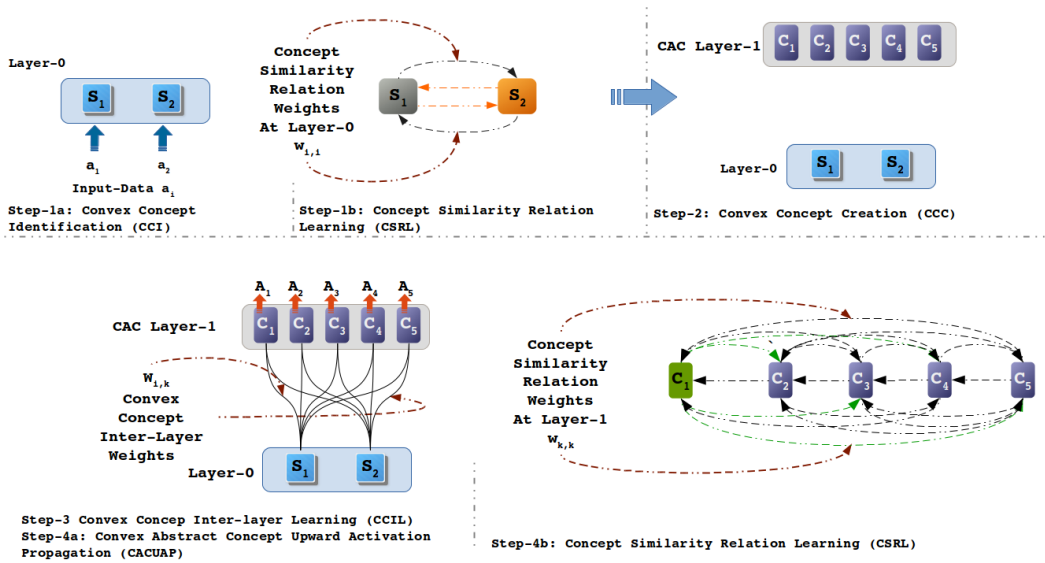 Layer-0
S1 S2
a1 a2
Input-Data ai
Step-1a: Convex Concept
Identification (CCI)
Concept
Similarity
Relation
Weights
At Layer-0
wi,i
S1 S2
Step-1b: Concept Similarity Relation
Learning (CSRL)
CAC Layer-1
C1 C2 C3 C4 C5
Layer-0
S1 S2
Step-2: Convex Concept Creation (CCC)
A1 A2 A3 A4 A5
CAC Layer-1
C1 C2 C3 C4 C5
Wi,k
Convex
Concept
Inter-Layer
Weights
Layer-0
S1 S2
Step-3 Convex Concep Inter-layer Learning (CCIL)
Step-4a: Convex Abstract Concept Upward Activation
Propagation (CACUAP)
Concept
Similarity
Relation
Weights
At Layer-1
wk,k
C1 C2 C3 C4 C5
Step-4b: Concept Similarity Relation Learning (CSRL)